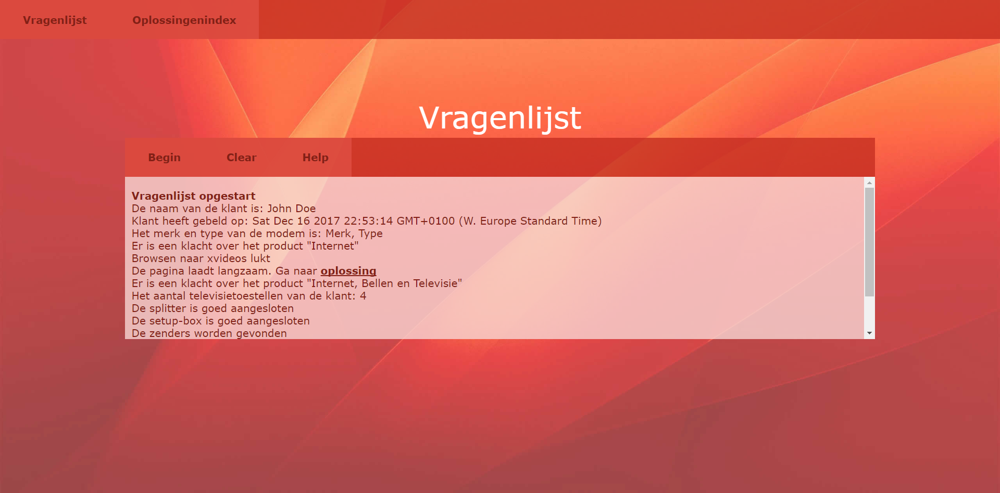 Vragenlijst Oplossingenindex
Vragenlijst
Begin Clear Help
Vragenlijst opgestart
De naam van de klant is: John Doe
Klant heeft gebeld op: Sat Dec 16 2017 22:53:14 GMT+0100 (W. Europe Standard Time)
Het merk en type van de modem is: Merk, Type
Er is een klacht over het product "Internet"
Browsen naar xvideos lukt
De pagina laadt langzaam. Ga naar oplossing
Er is een klacht over het product "Internet, Bellen en Televisie"
Het aantal televisietoestellen van de klant: 4
De splitter is goed aangesloten
De setup-box is goed aangesloten
De zenders worden gevonden